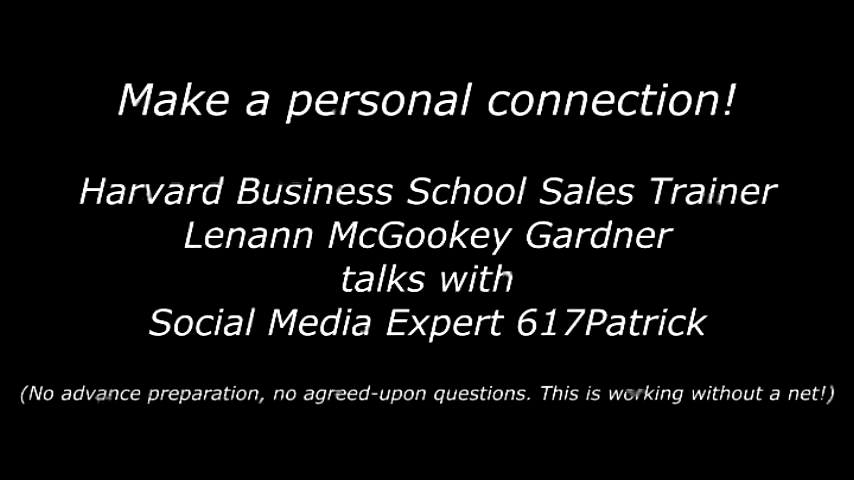 Make a personal connection!
Harvard Business School Sales Trainer
Lenann McGookey Gardner
talks with
Social Media Expert 617Patrick
(No advance preparation, no agreed-upon questions. This is working without a net!)